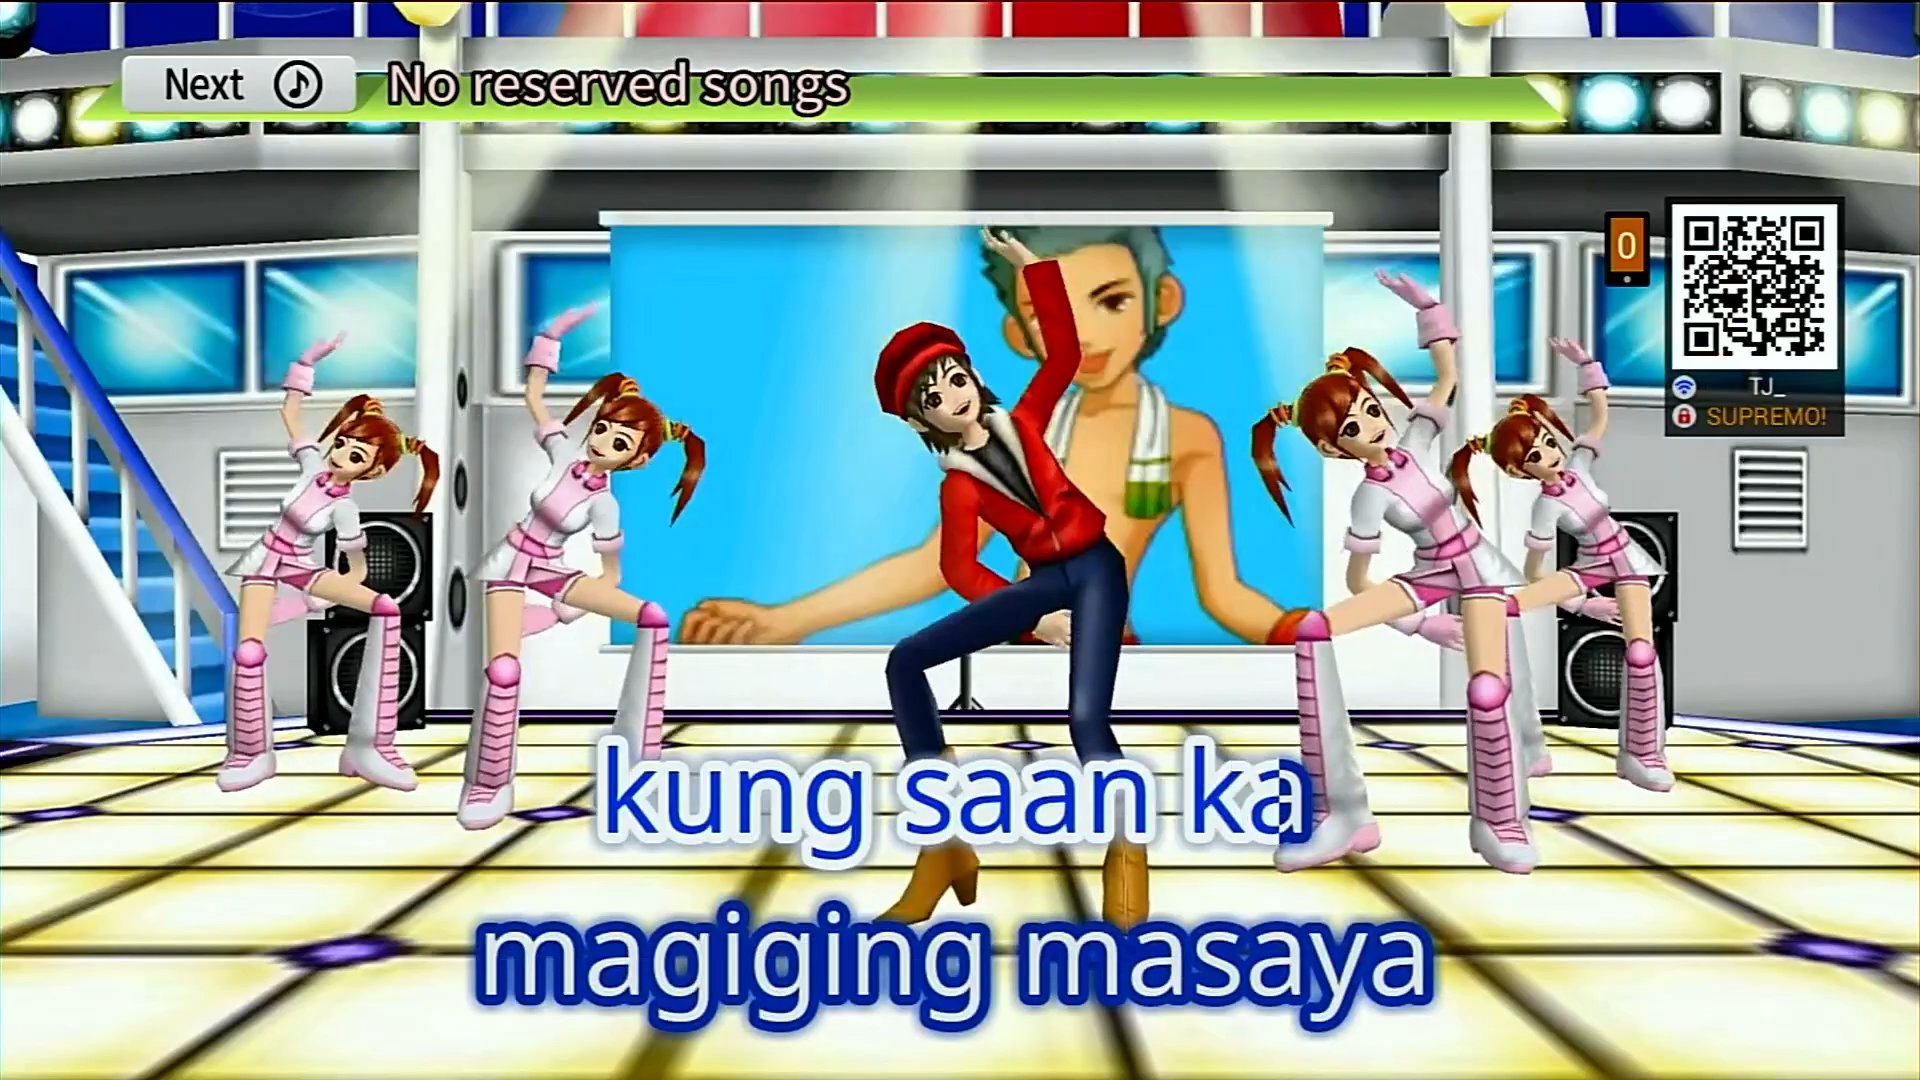 Next
No reserved songs
0
TJ_
SUPREMO!
kung saan ka
magiging masaya